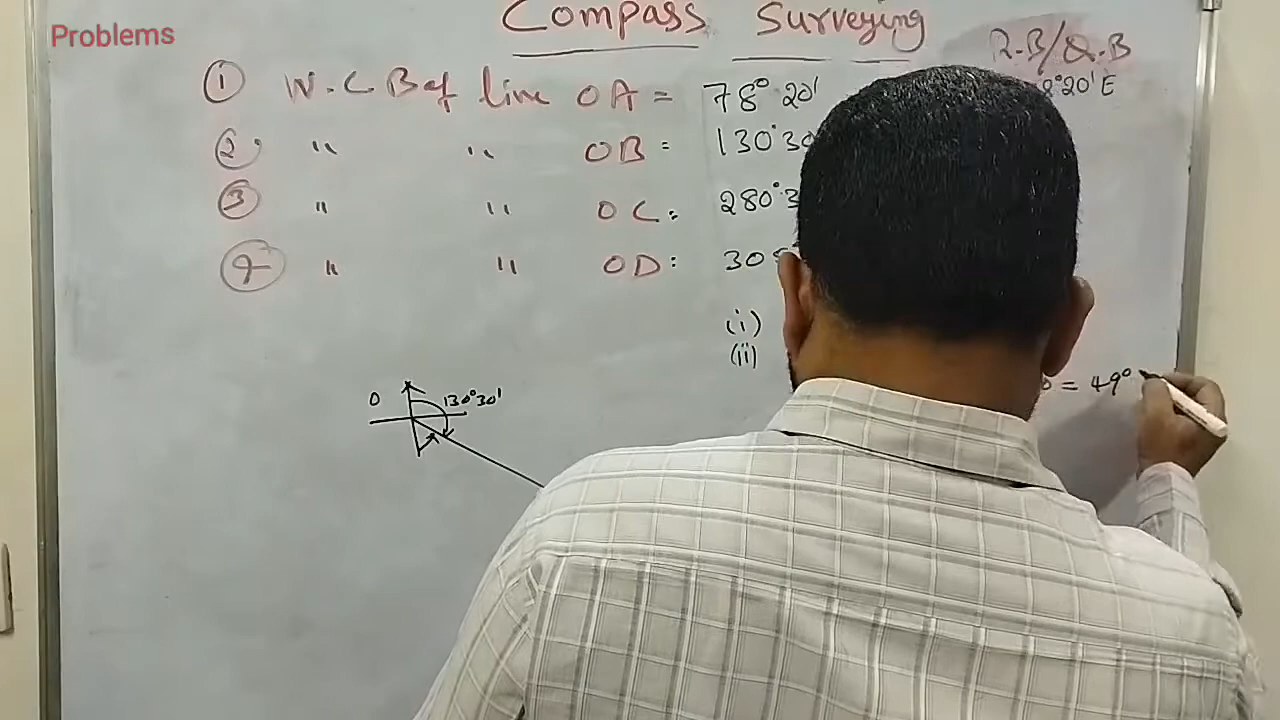 Problems
Compass Surveying
R.B/Q.B
① W.C.B of line OA = 78° 20'
8°20'E
② " " OB = 130°30
③ " " OC = 280°3
④ " " OD = 30
(i)
(ii)
= 49°
O 130°30'